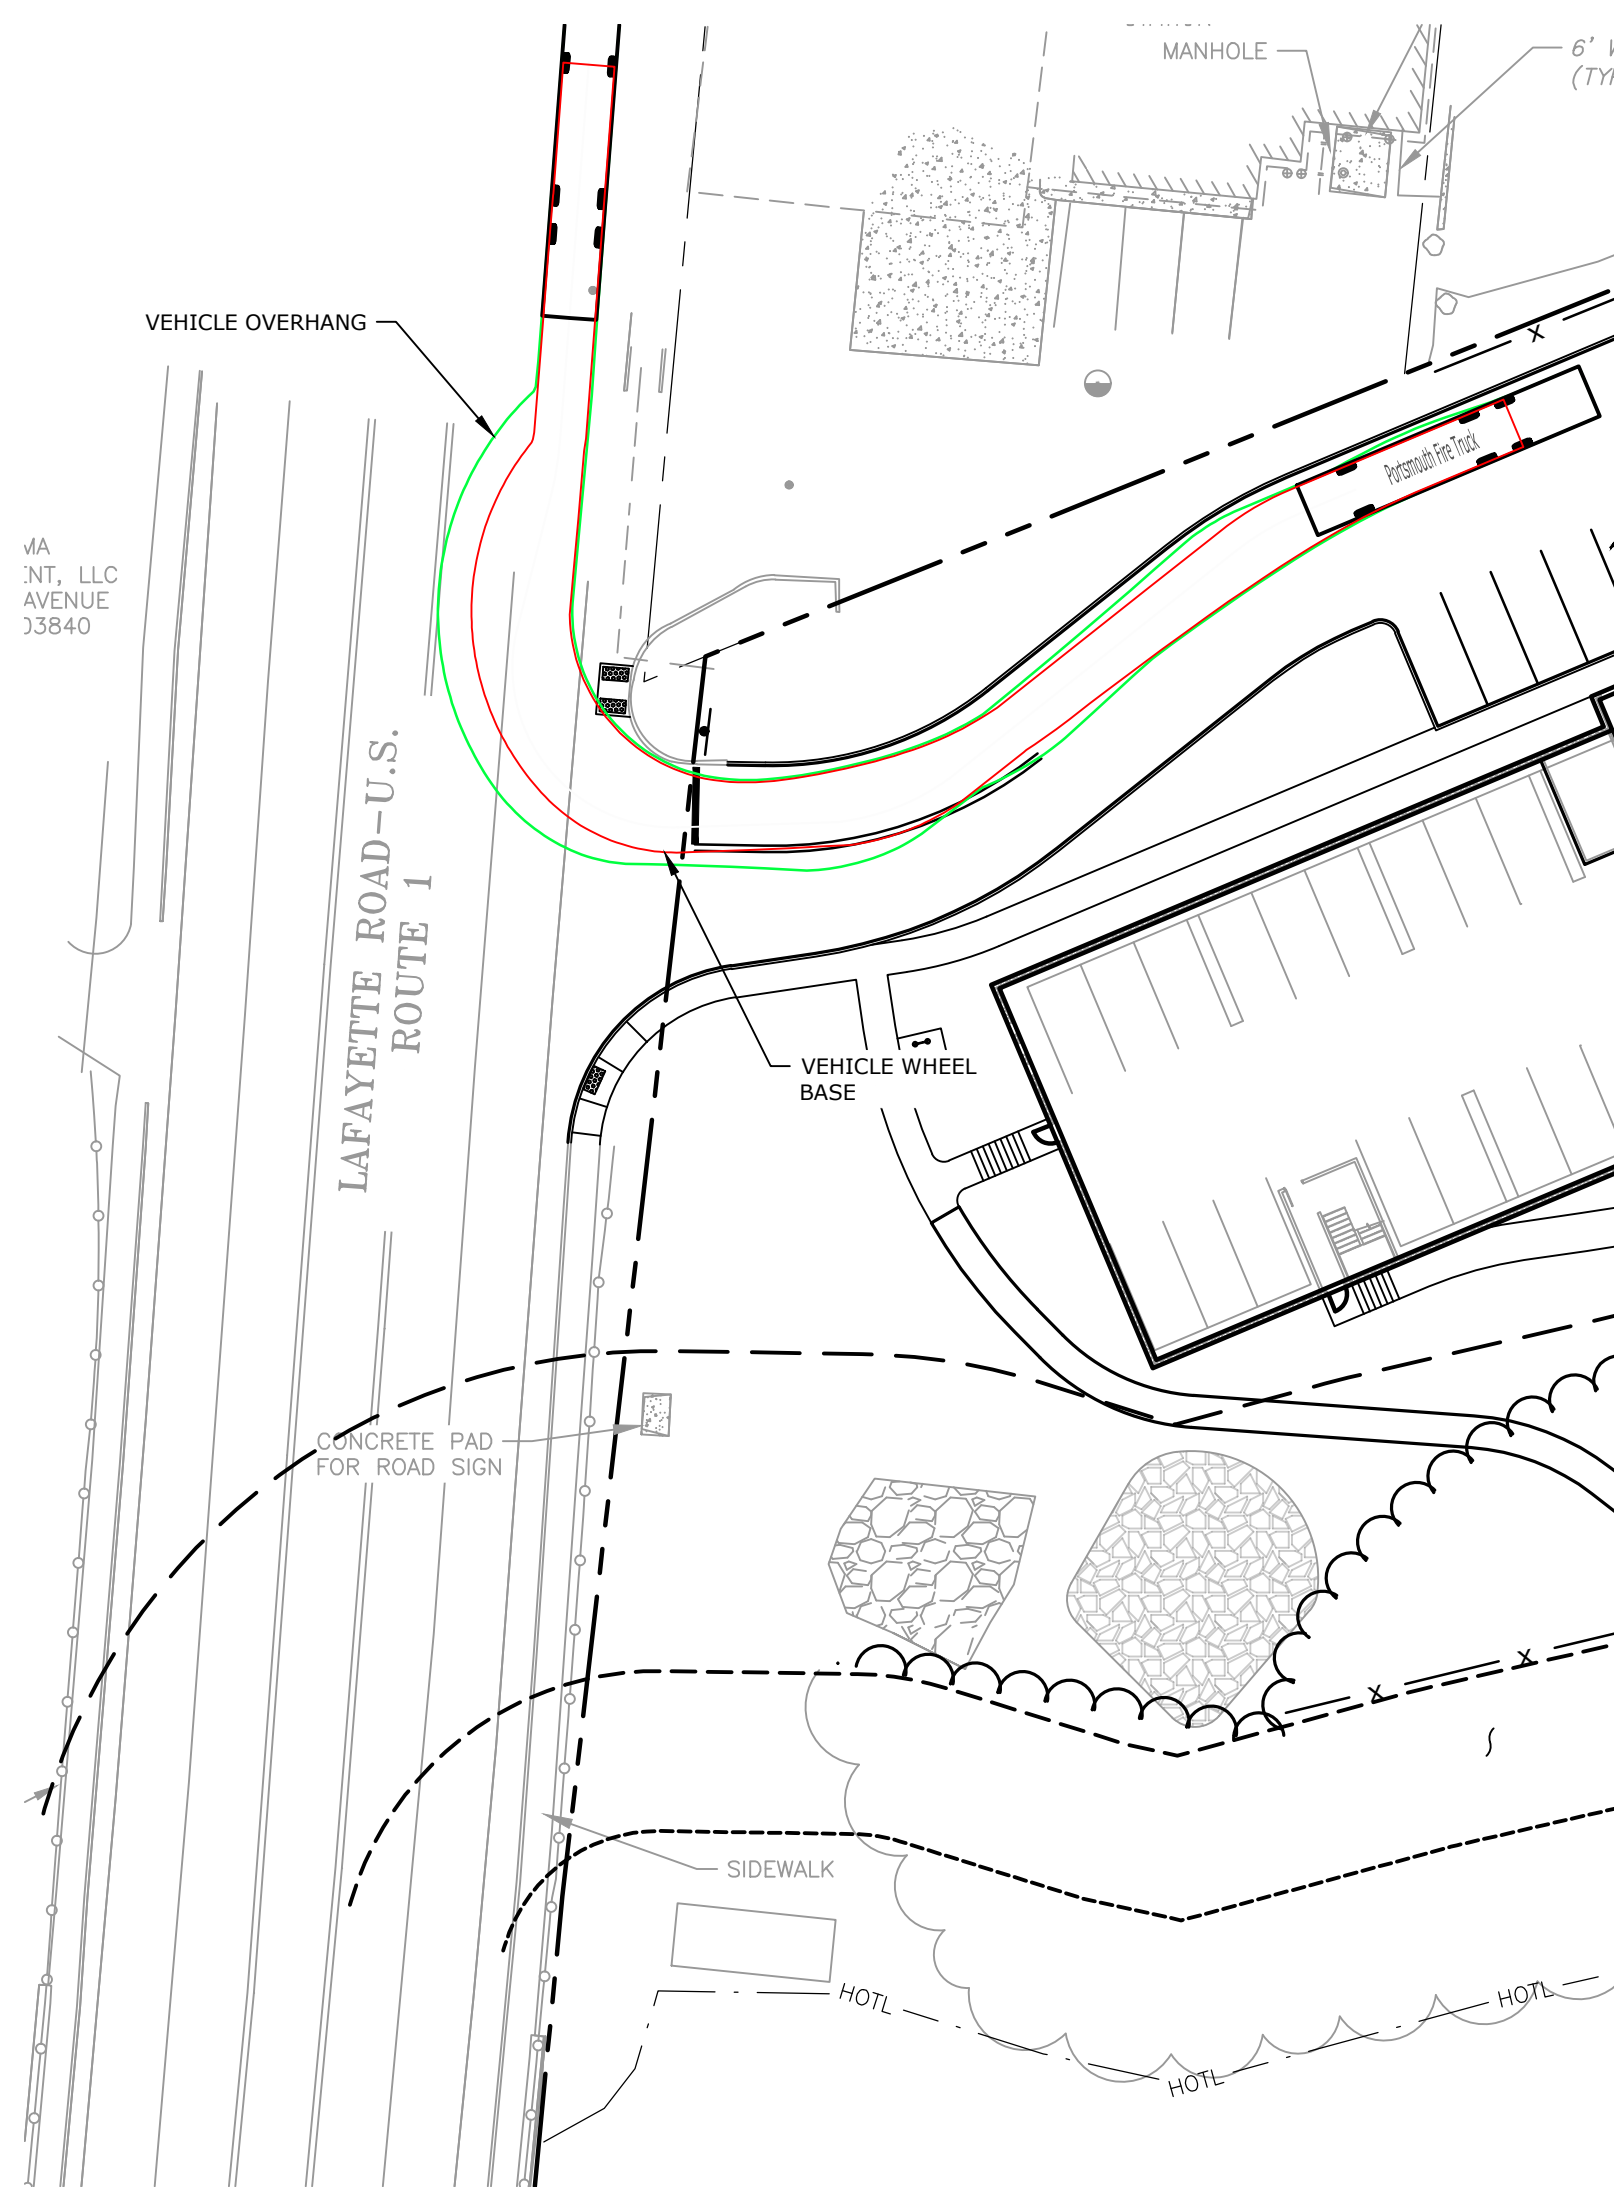 MANHOLE
6'
VEHICLE OVERHANG
Portsmouth Fire Truck
X
LLC
AVENUE
03840
LAFAYETTE ROAD-U.S.
ROUTE 1
VEHICLE WHEEL
BASE
CONCRETE PAD
FOR ROAD SIGN
X
X
SIDEWALK
HOTL
HOTL
HOTL